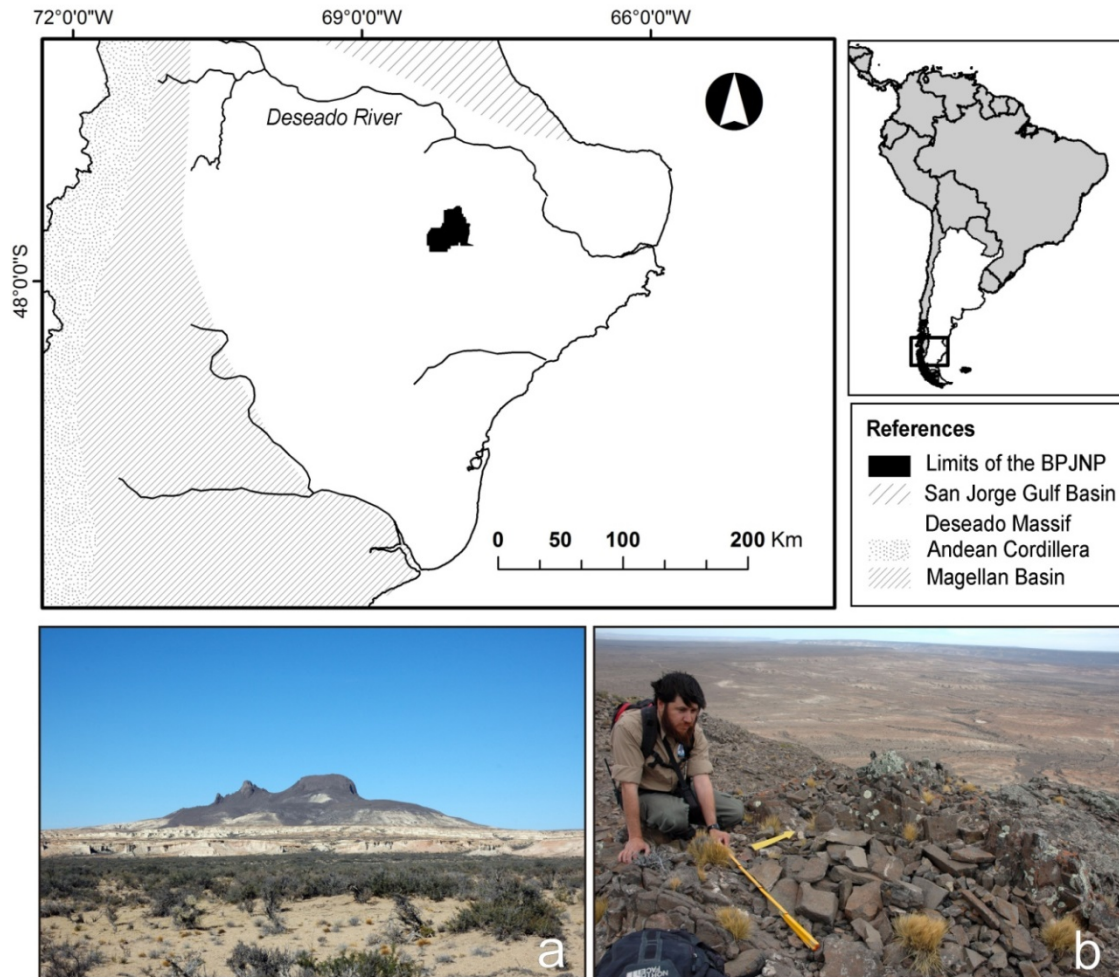 72°0'0"W
69°0'0"W
66°0'0"W
48°0'0"S
Deseado River
0 50 100 200 Km
References
Limits of the BPJNP
San Jorge Gulf Basin
Deseado Massif
Andean Cordillera
Magellan Basin
a
b